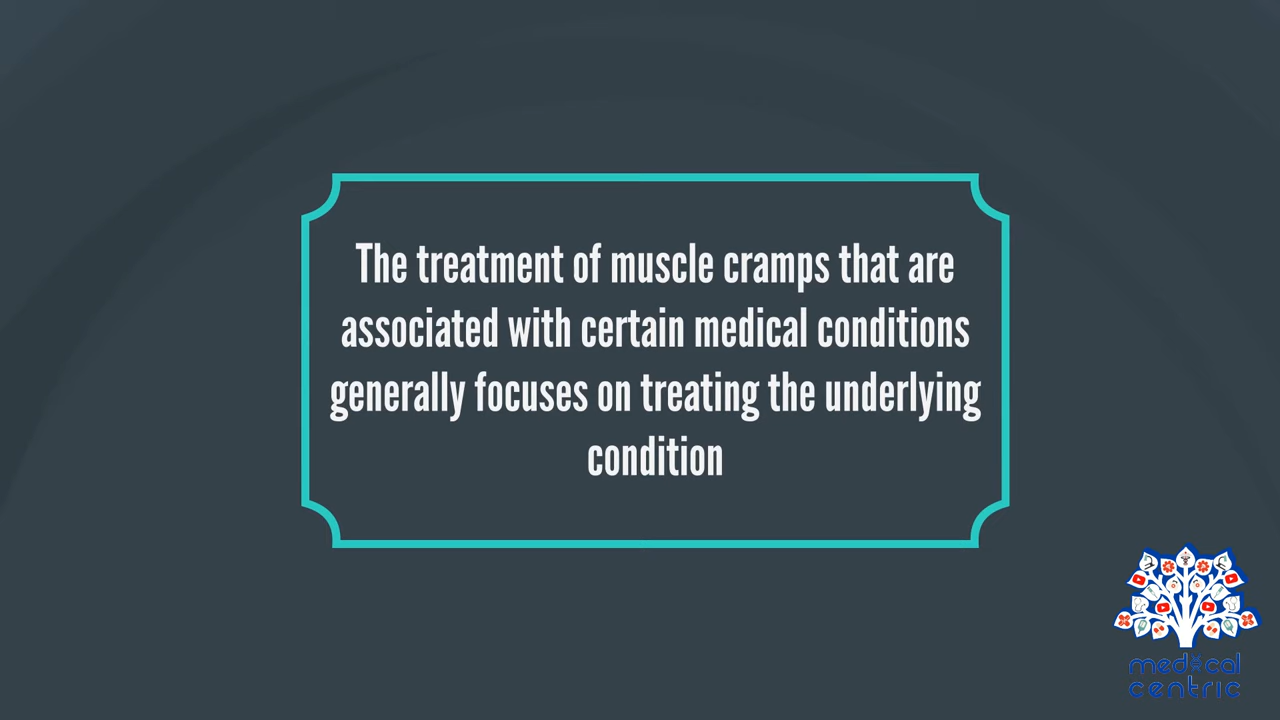 The treatment of muscle cramps that are
associated with certain medical conditions
generally focuses on treating the underlying
condition
medical
centric